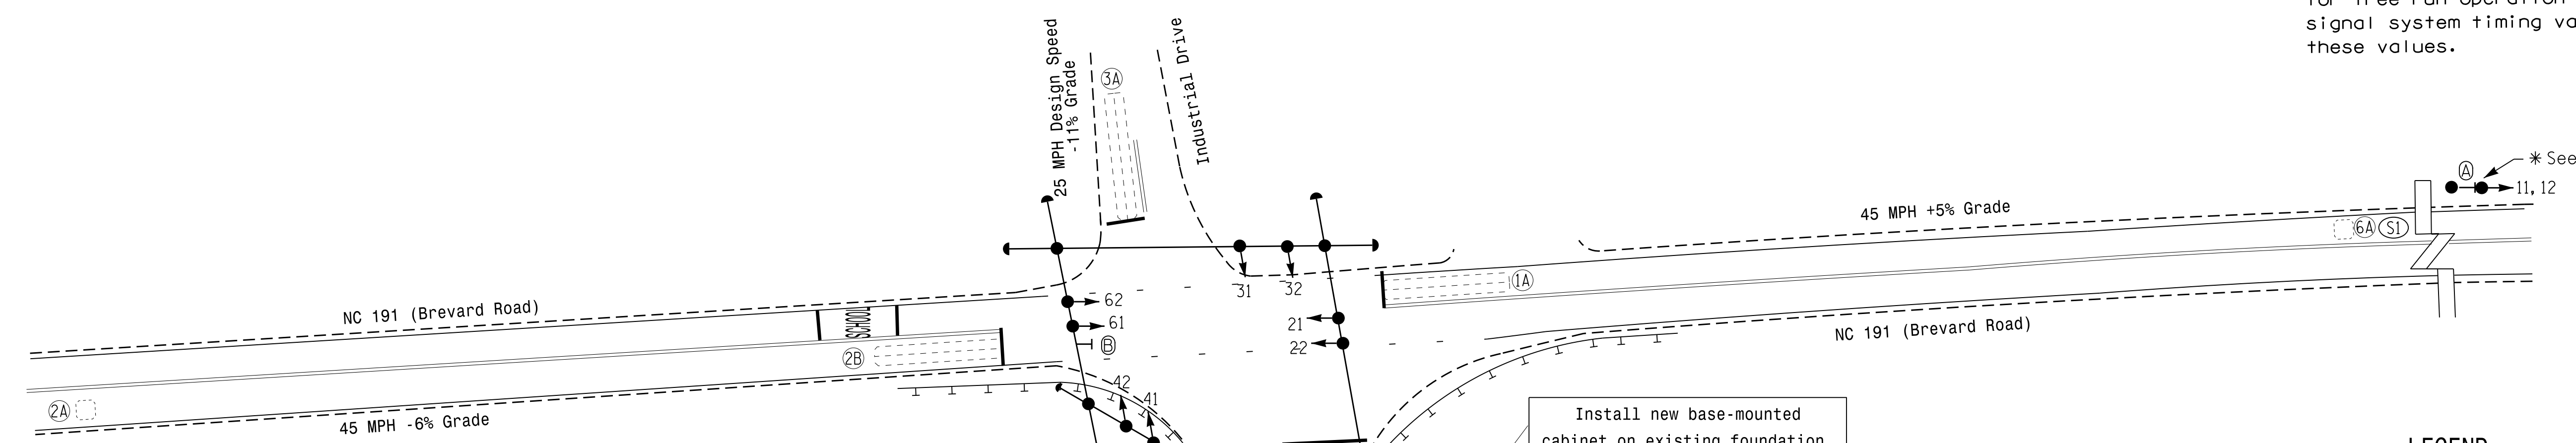 for free run operation
signal system timing va
these values.
25 MPH Design Speed
-11% Grade
3A
Industrial Drive
* See
A
11, 12
45 MPH +5% Grade
6A
S1
NC 191 (Brevard Road)
62
61
B
31
32
21
22
1A
2B
NC 191 (Brevard Road)
2A
45 MPH -6% Grade
42
41
Install new base-mounted
cabinet on existing foundation
LEGEND